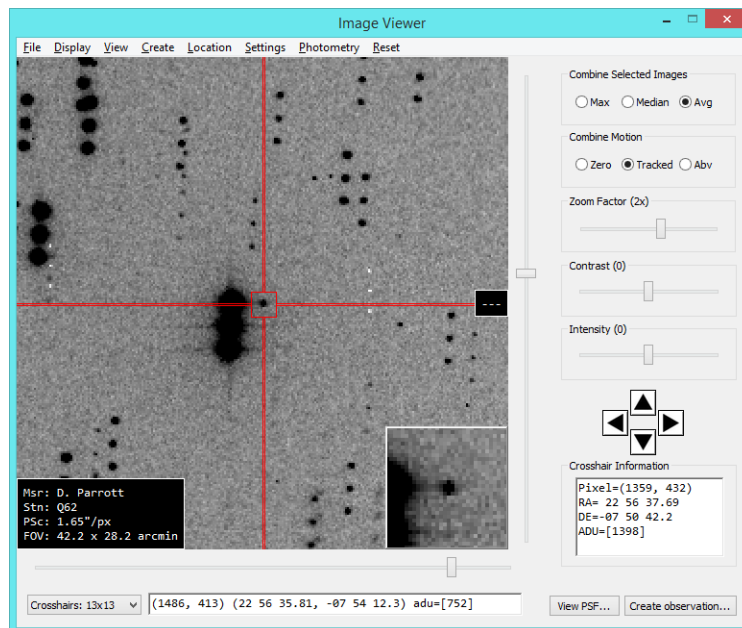 Image Viewer
File Display View Create Location Settings Photometry Reset
Combine Selected Images
Max Median Avg
Combine Motion
Zero Tracked Abv
Zoom Factor (2x)
Contrast (0)
Intensity (0)
---
Crosshair Information
Pixel=(1359, 432)
RA= 22 56 37.69
DE=-07 50 42.2
ADU=[1398]
Msr: D. Parrott
Stn: Q62
PSc: 1.65"/px
FOV: 42.2 x 28.2 arcmin
Crosshairs: 13x13 (1486, 413) (22 56 35.81, -07 54 12.3) adu=[752] View PSF... Create observation...